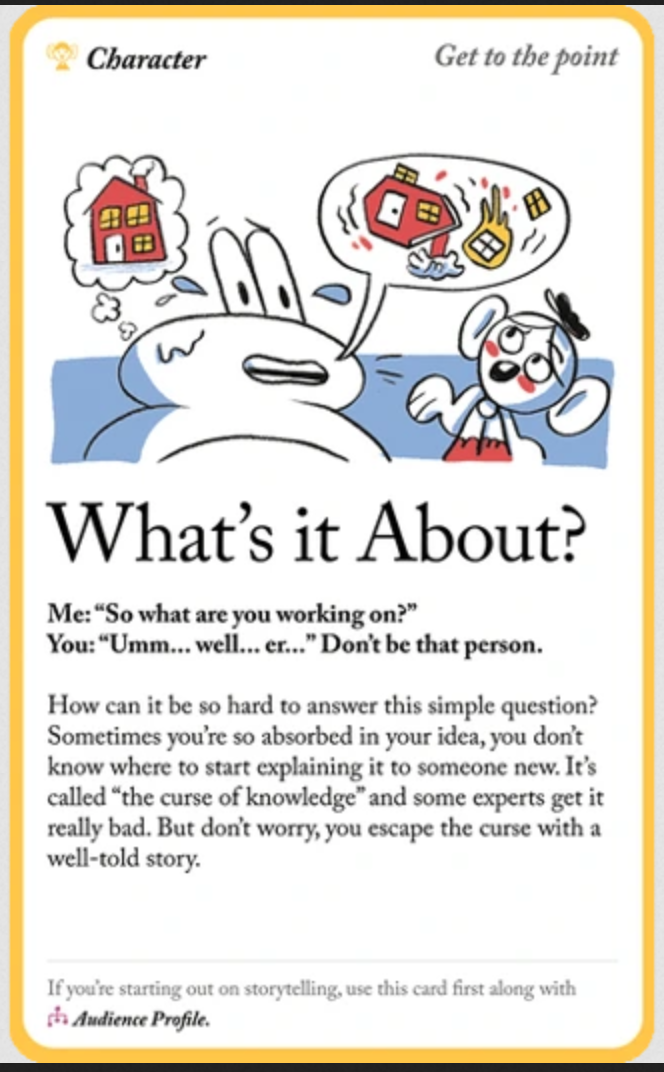 Character
Get to the point
What's it About?
Me: “So what are you working on?”
You: “Umm... well... er...” Don't be that person.
How can it be so hard to answer this simple question?
Sometimes you're so absorbed in your idea, you don't
know where to start explaining it to someone new. It's
called “the curse of knowledge” and some experts get it
really bad. But don't worry, you escape the curse with a
well-told story.
If you're starting out on storytelling, use this card first along with
Audience Profile.